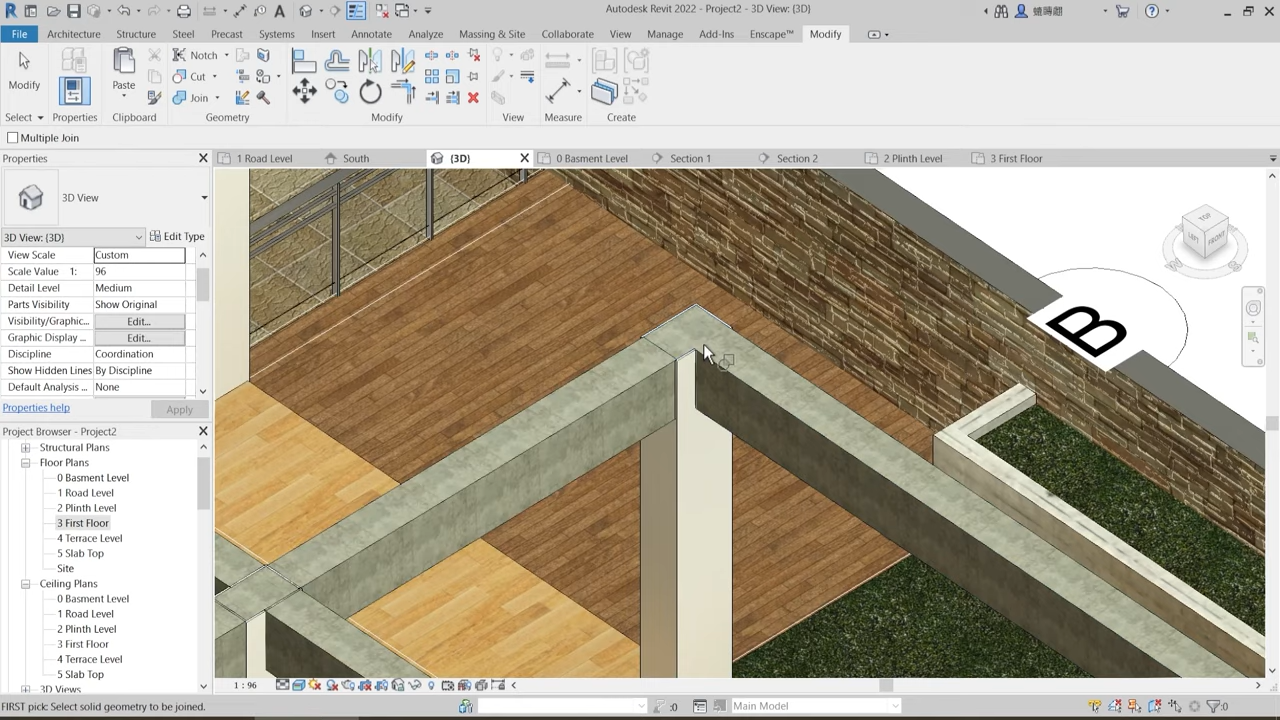 Autodesk Revit 2022 - Project2 - 3D View: {3D}
File Architecture Structure Steel Precast Systems Insert Annotate Analyze Massing & Site Collaborate View Manage Add-Ins Enscape™ Modify
Notch
Cut
Join
Modify
Paste
Select Properties Clipboard Geometry Modify View Measure Create
Multiple Join
Properties
1 Road Level South {3D} 0 Basment Level Section 1 Section 2 2 Plinth Level 3 First Floor
3D View
3D View: {3D} Edit Type
View Scale Custom
Scale Value 1: 96
Detail Level Medium
Parts Visibility Show Original
Visibility/Graphic... Edit...
Graphic Display ... Edit...
Discipline Coordination
Show Hidden Lines By Discipline
Default Analysis ... None
Properties help Apply
Project Browser - Project2
Structural Plans
Floor Plans
0 Basment Level
1 Road Level
2 Plinth Level
3 First Floor
4 Terrace Level
5 Slab Top
Site
Ceiling Plans
0 Basment Level
1 Road Level
2 Plinth Level
3 First Floor
4 Terrace Level
5 Slab Top
3D Views
TOP
LEFT FRONT
B
1 : 96
FIRST pick: Select solid geometry to be joined. :0 Main Model :0